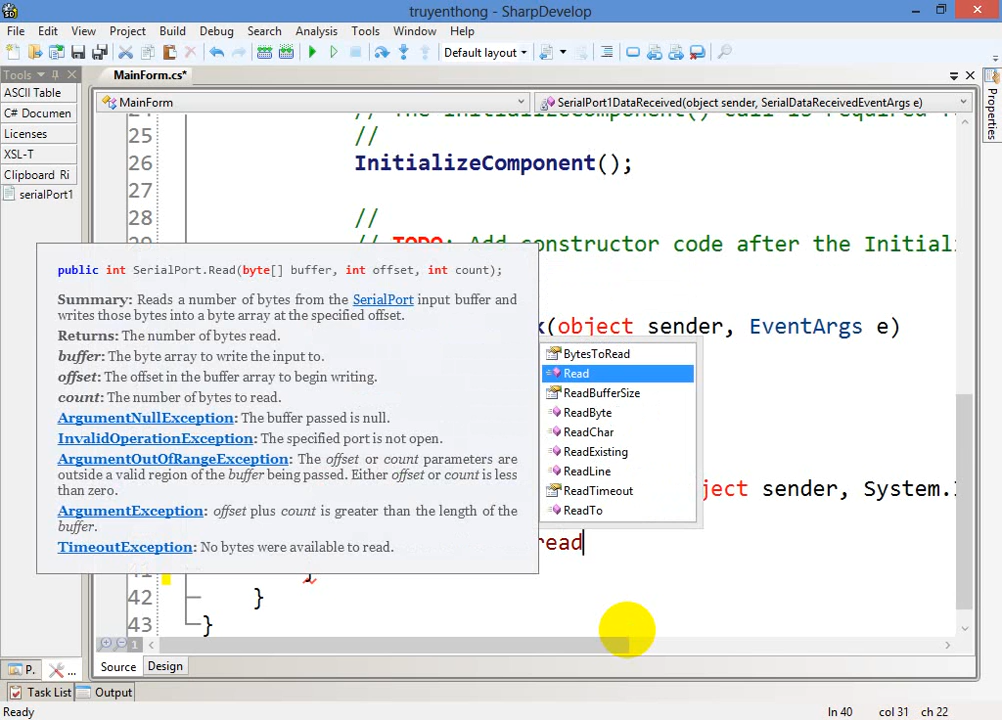 truyenthong - SharpDevelop
File Edit View Project Build Debug Search Analysis Tools Window Help
Default layout
Tools
MainForm.cs*
ASCII Table
C# Documen
Licenses
XSL-T
Clipboard Ri
serialPort1
Properties
MainForm
SerialPort1DataReceived(object sender, SerialDataReceivedEventArgs e)
25 //
26 InitializeComponent();
27
28 //
// TODO: Add constructor code after the Initial
(object sender, EventArgs e)
public int SerialPort.Read(byte[] buffer, int offset, int count);
Summary: Reads a number of bytes from the SerialPort input buffer and
writes those bytes into a byte array at the specified offset.
Returns: The number of bytes read.
buffer: The byte array to write the input to.
offset: The offset in the buffer array to begin writing.
count: The number of bytes to read.
ArgumentNullException: The buffer passed is null.
InvalidOperationException: The specified port is not open.
ArgumentOutOfRangeException: The offset or count parameters are
outside a valid region of the buffer being passed. Either offset or count is less
than zero.
ArgumentException: offset plus count is greater than the length of the
buffer.
TimeoutException: No bytes were available to read.
BytesToRead
Read
ReadBufferSize
ReadByte
ReadChar
ReadExisting
ReadLine
ReadTimeout
ReadTo
ject sender, System.
read
42 }
43 }
1
Source Design
P. ...
Task List Output
Ready ln 40 col 31 ch 22